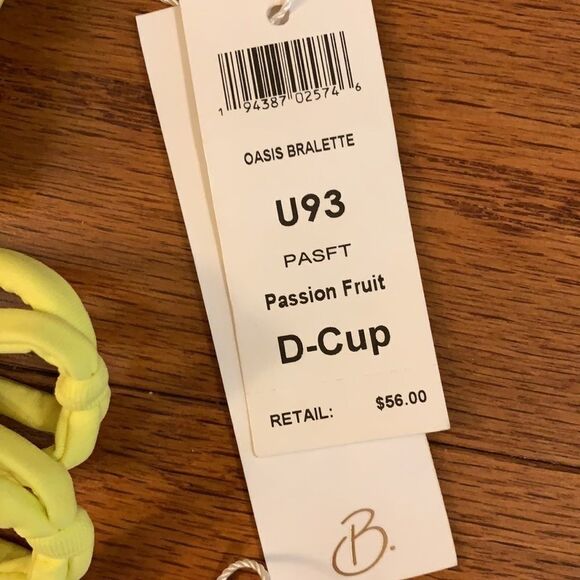 1 94387 02574 6
OASIS BRALETTE
U93
PASFT
Passion Fruit
D-Cup
RETAIL: $56.00
B.